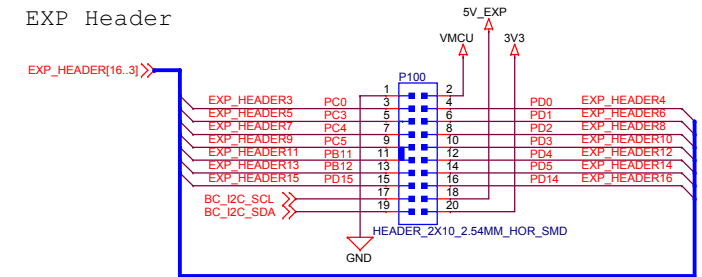 EXP Header
5V_EXP
VMCU 3V3
EXP_HEADER[16..3]
P100
1 2
EXP_HEADER3 PC0 3 4 PD0 EXP_HEADER4
EXP_HEADER5 PC3 5 6 PD1 EXP_HEADER6
EXP_HEADER7 PC4 7 8 PD2 EXP_HEADER8
EXP_HEADER9 PC5 9 10 PD3 EXP_HEADER10
EXP_HEADER11 PB11 11 12 PD4 EXP_HEADER12
EXP_HEADER13 PB12 13 14 PD5 EXP_HEADER14
EXP_HEADER15 PD15 15 16 PD14 EXP_HEADER16
BC_I2C_SCL 17 18
BC_I2C_SDA 19 20
HEADER_2X10_2.54MM_HOR_SMD
GND